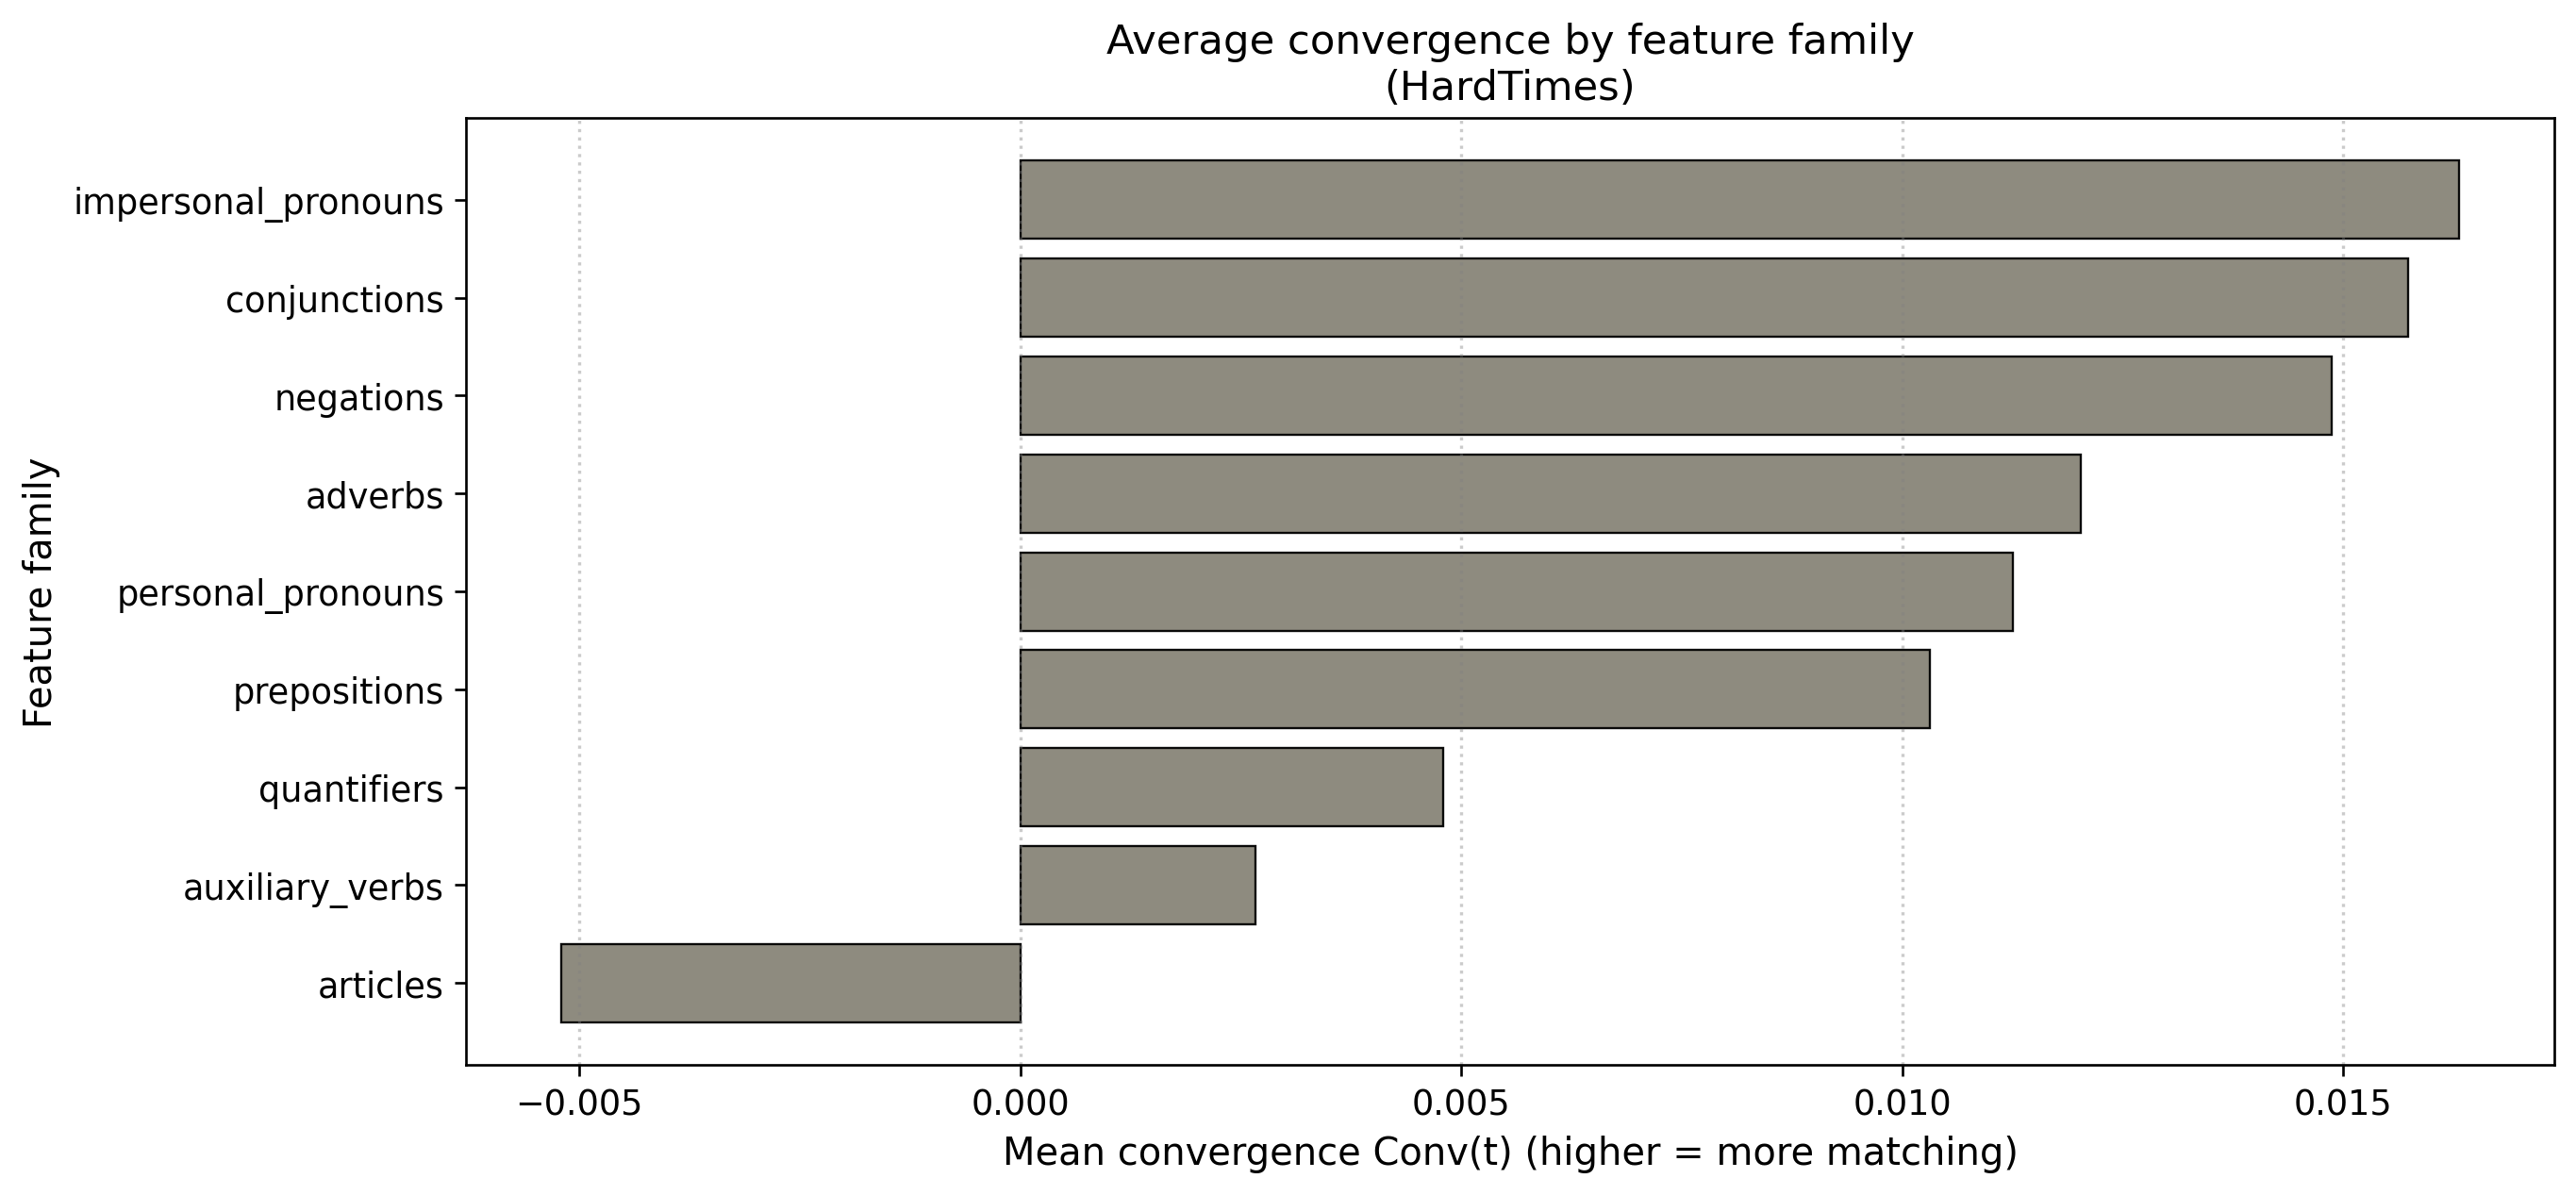 Average convergence by feature family
(HardTimes)
Feature family
impersonal_pronouns
conjunctions
negations
adverbs
personal_pronouns
prepositions
quantifiers
auxiliary_verbs
articles
−0.005 0.000 0.005 0.010 0.015
Mean convergence Conv(t) (higher = more matching)